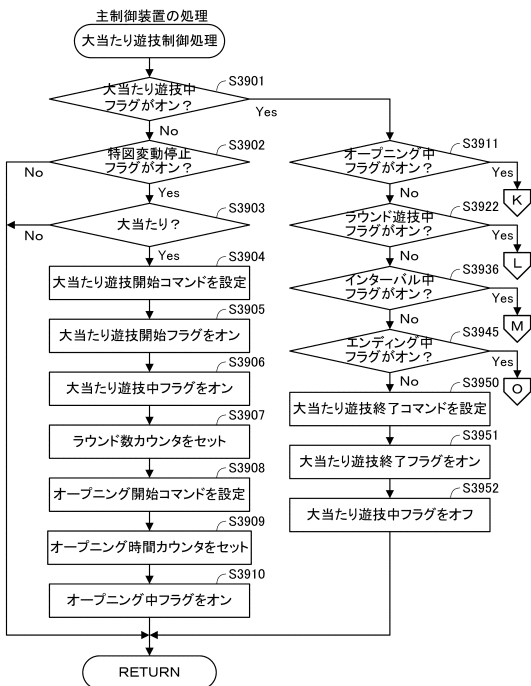 主制御装置の処理
大当たり遊技制御処理
S3901
大当たり遊技中
フラグがオン？
Yes
No
S3902
特図変動停止
フラグがオン？
No
Yes
S3903
大当たり？
No
Yes
S3904
大当たり遊技開始コマンドを設定
S3905
大当たり遊技開始フラグをオン
S3906
大当たり遊技中フラグをオン
S3907
ラウンド数カウンタをセット
S3908
オープニング開始コマンドを設定
S3909
オープニング時間カウンタをセット
S3910
オープニング中フラグをオン
S3911
オープニング中
フラグがオン？
Yes
K
No
S3922
ラウンド遊技中
フラグがオン？
Yes
L
No
S3936
インターバル中
フラグがオン？
Yes
M
No
S3945
エンディング中
フラグがオン？
Yes
O
No
S3950
大当たり遊技終了コマンドを設定
S3951
大当たり遊技終了フラグをオン
S3952
大当たり遊技中フラグをオフ
RETURN